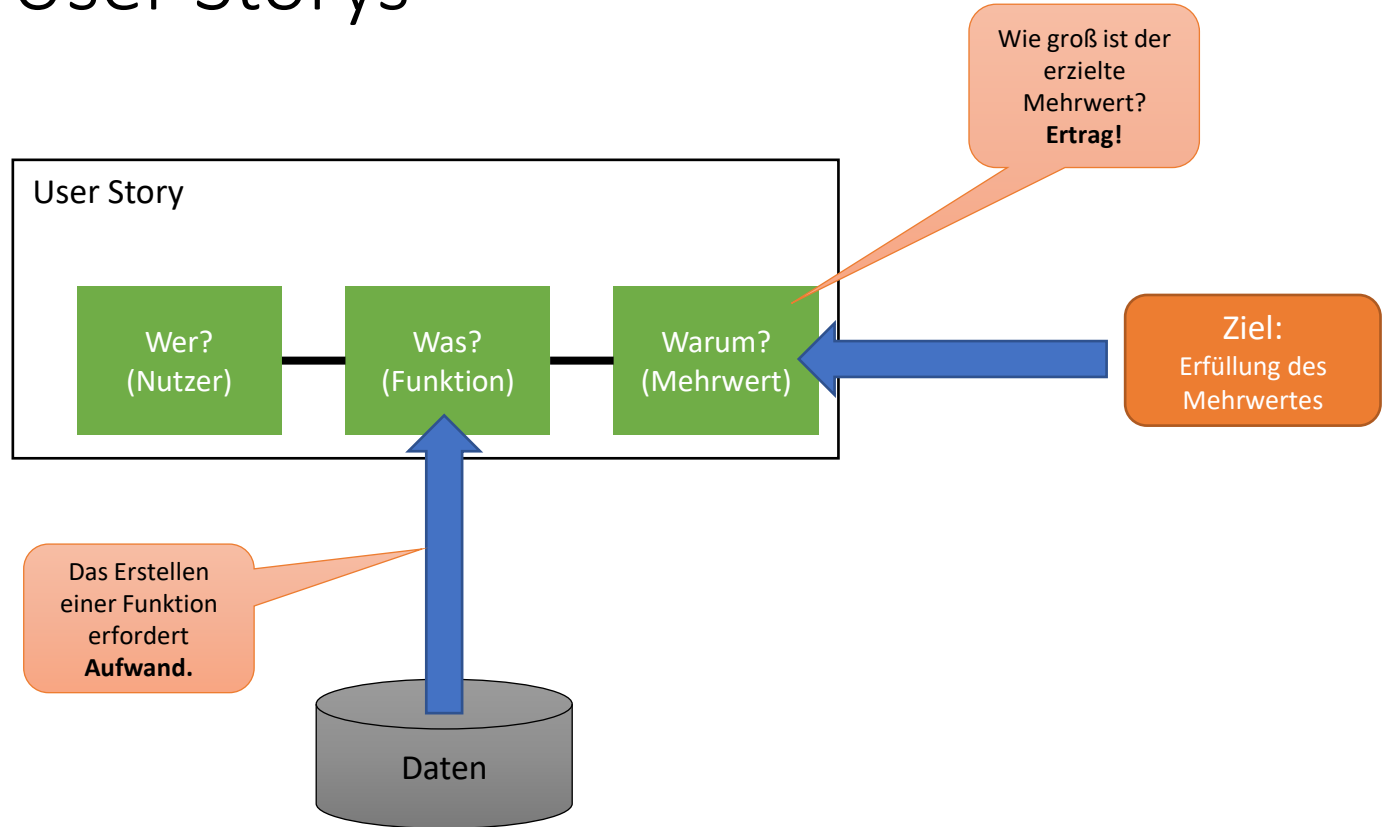 User Storys
Wie groß ist der
erzielte
Mehrwert?
Ertrag!
User Story
Wer?
(Nutzer)
Was?
(Funktion)
Warum?
(Mehrwert)
Ziel:
Erfüllung des
Mehrwertes
Das Erstellen
einer Funktion
erfordert
Aufwand.
Daten